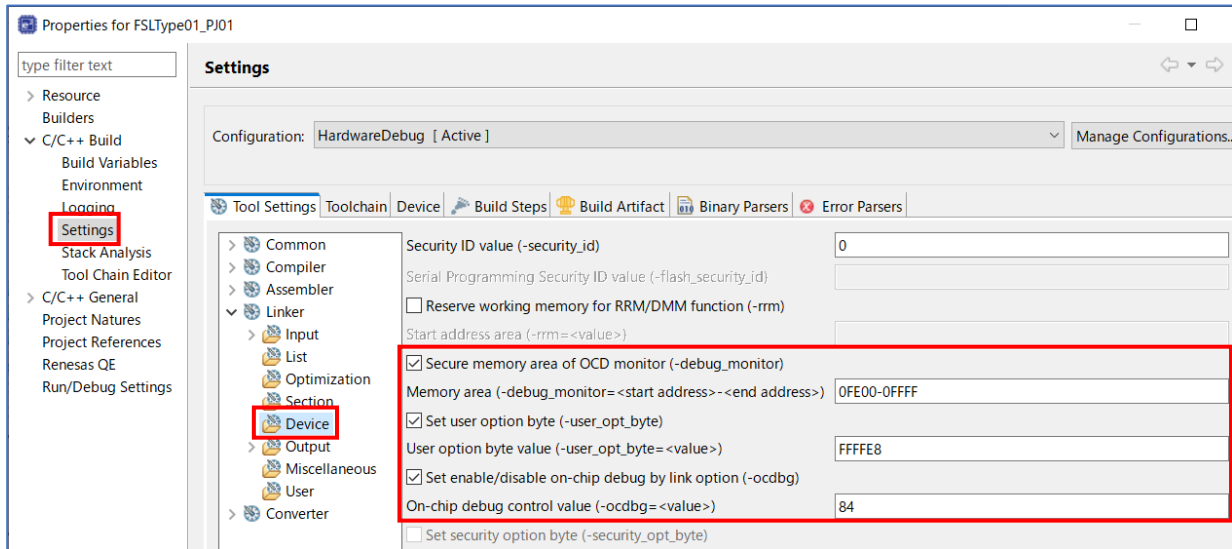 Properties for FSLType01_PJ01
type filter text
Resource
Builders
C/C++ Build
Build Variables
Environment
Logging
Settings
Stack Analysis
Tool Chain Editor
C/C++ General
Project Natures
Project References
Renesas QE
Run/Debug Settings
Settings
Configuration: HardwareDebug [ Active ] Manage Configurations..
Tool Settings Toolchain Device Build Steps Build Artifact Binary Parsers Error Parsers
Common
Compiler
Assembler
Linker
Input
List
Optimization
Section
Device
Output
Miscellaneous
User
Converter
Security ID value (-security_id) 0
Serial Programming Security ID value (-flash_security_id)
Reserve working memory for RRM/DMM function (-rrm)
Start address area (-rrm=<value>)
Secure memory area of OCD monitor (-debug_monitor)
Memory area (-debug_monitor=<start address>-<end address>) 0FE00-0FFFF
Set user option byte (-user_opt_byte)
User option byte value (-user_opt_byte=<value>) FFFFE8
Set enable/disable on-chip debug by link option (-ocdbg)
On-chip debug control value (-ocdbg=<value>) 84
Set security option byte (-security_opt_byte)